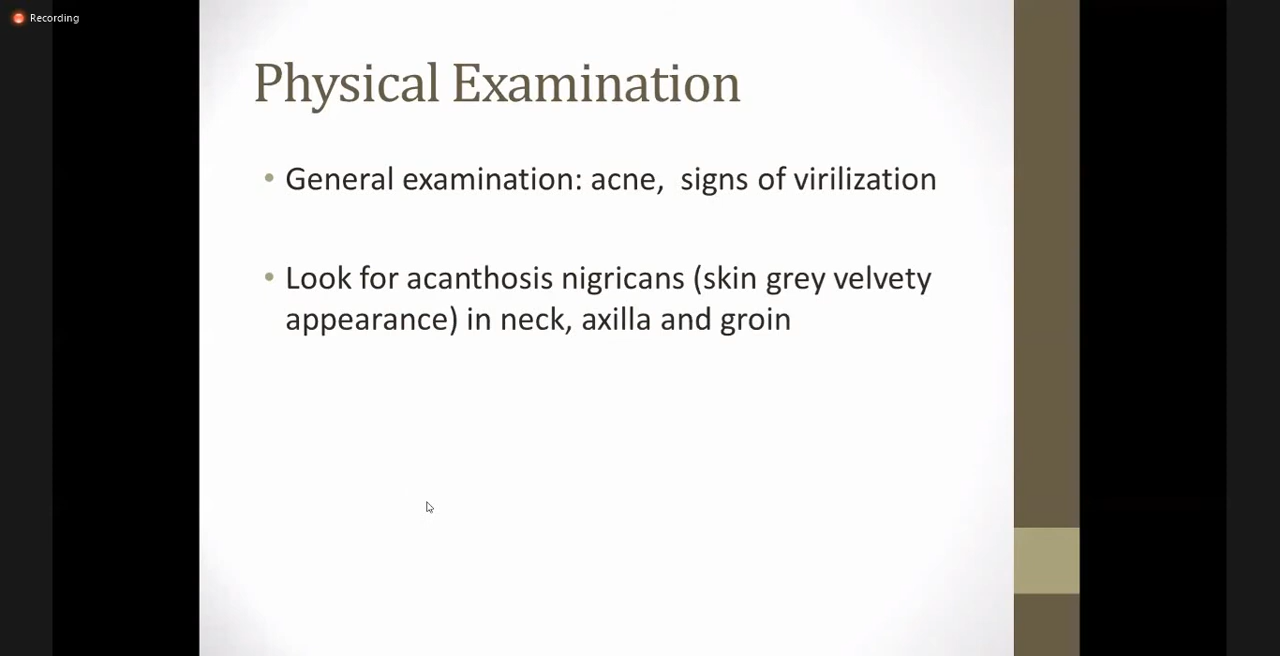 Recording
Physical Examination
• General examination: acne,  signs of virilization
• Look for acanthosis nigricans (skin grey velvety
appearance) in neck, axilla and groin